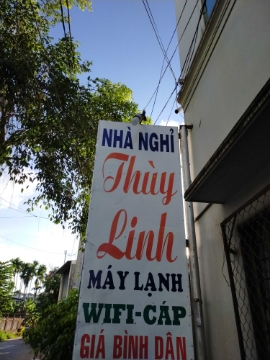 NHÀ NGHỈ
Thùy
Linh
MÁY LẠNH
WIFI-CÁP
GIÁ BÌNH DÂN